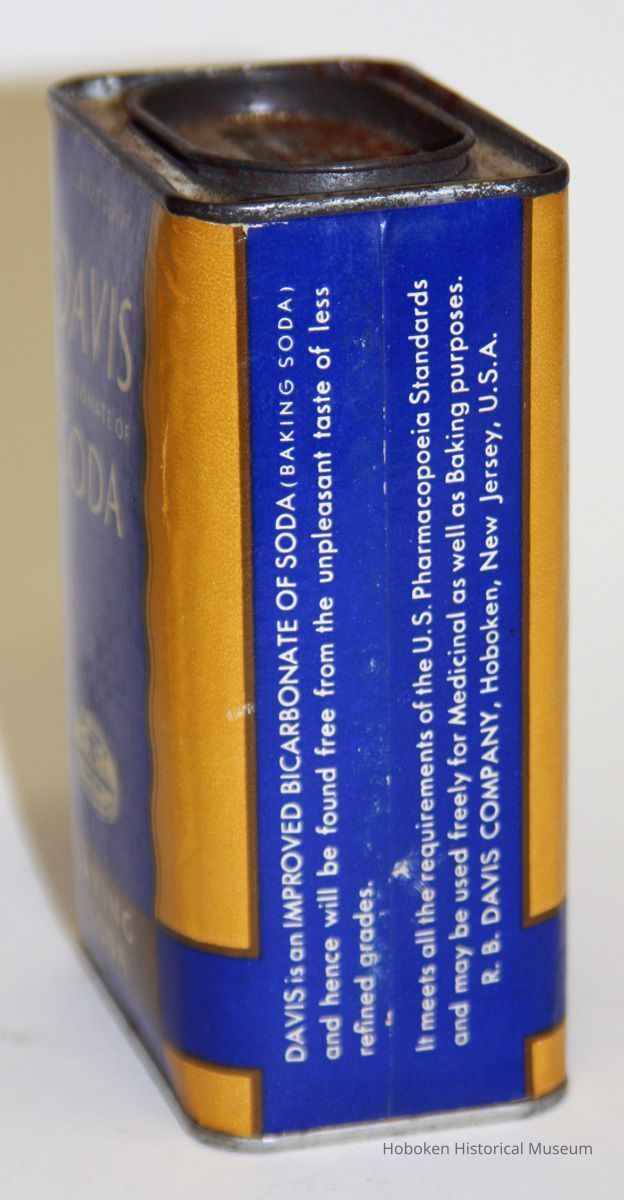 DAVIS
SODA
DAVIS is an IMPROVED BICARBONATE OF SODA (BAKING SODA)
and hence will be found free from the unpleasant taste of less
refined grades.
It meets all the requirements of the U.S. Pharmacopoeia Standards
and may be used freely for Medicinal as well as Baking purposes.
R. B. DAVIS COMPANY, Hoboken, New Jersey, U.S.A.
Hoboken Historical Museum